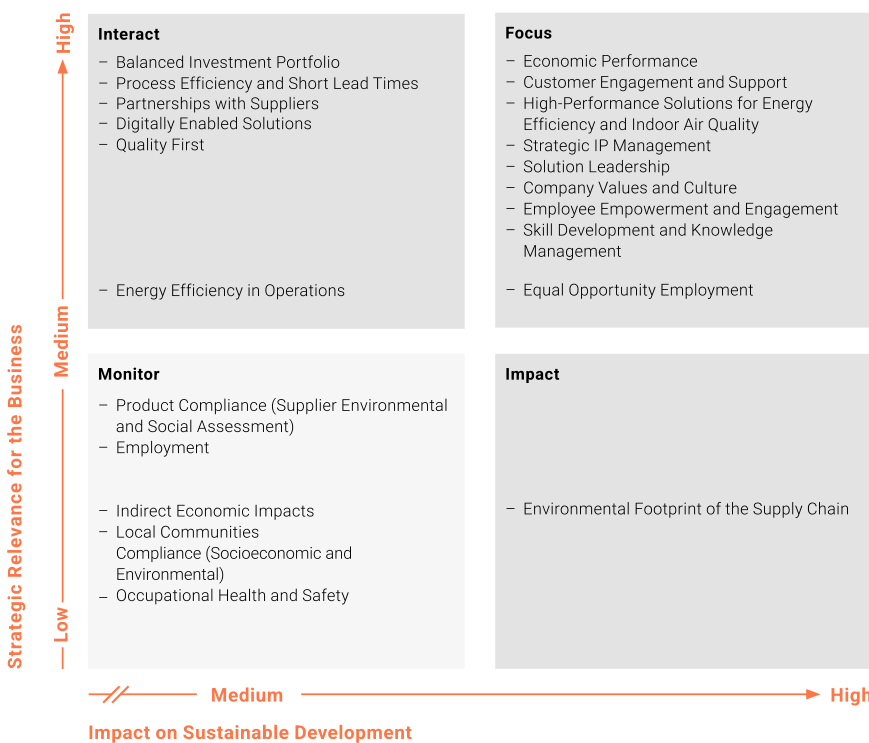 Interact
– Balanced Investment Portfolio
– Process Efficiency and Short Lead Times
– Partnerships with Suppliers
– Digitally Enabled Solutions
– Quality First
– Energy Efficiency in Operations
Focus
– Economic Performance
– Customer Engagement and Support
– High-Performance Solutions for Energy
Efficiency and Indoor Air Quality
– Strategic IP Management
– Solution Leadership
– Company Values and Culture
– Employee Empowerment and Engagement
– Skill Development and Knowledge
Management
– Equal Opportunity Employment
Monitor
– Product Compliance (Supplier Environmental
and Social Assessment)
– Employment
– Indirect Economic Impacts
– Local Communities
Compliance (Socioeconomic and
Environmental)
– Occupational Health and Safety
Impact
– Environmental Footprint of the Supply Chain
Strategic Relevance for the Business
High
Medium
Low
Medium
High
Impact on Sustainable Development